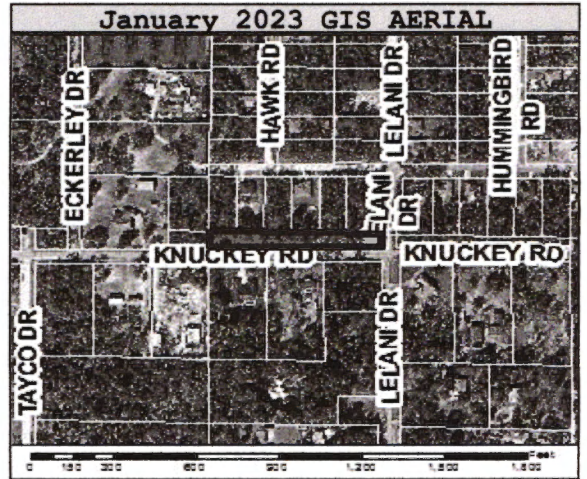 January 2023 GIS AERIAL
ECKERLEY DR
HAWK RD
LELANI DR
HUMMINGBIRD
RD
ELANI
DR
KNUCKEY RD
KNUCKEY RD
TAYCO DR
LELANI DR
Feet
0 150 300 600 900 1,200 1,500 1,800